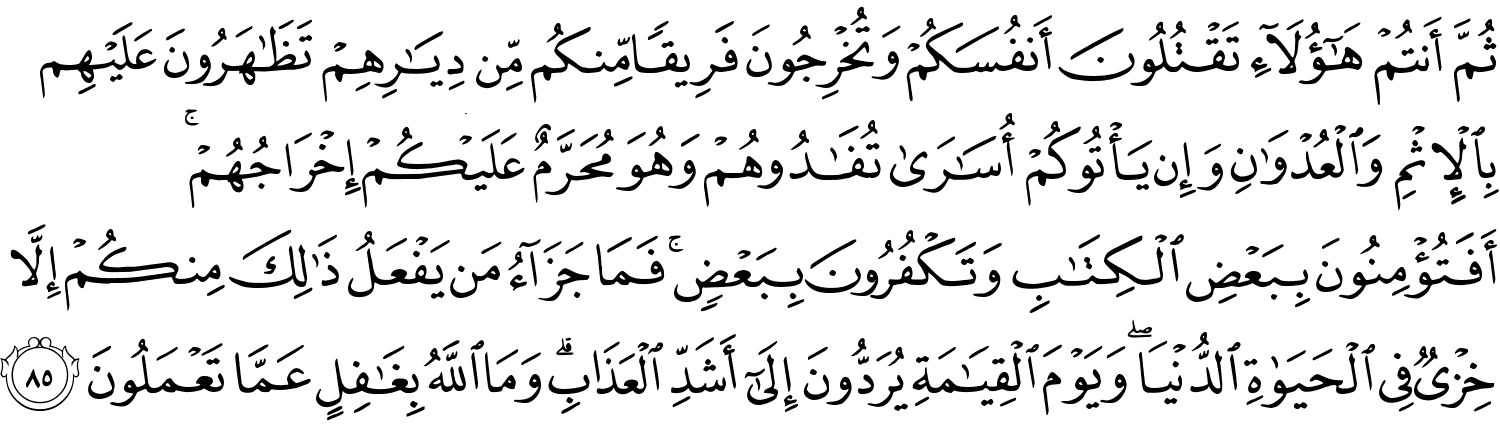 ثُمَّ أَنتُمْ هَـٰٓؤُلَآءِ تَقْتُلُونَ أَنفُسَكُمْ وَتُخْرِجُونَ فَرِيقًا مِّنكُم مِّن دِيَـٰرِهِمْ تَظَـٰهَرُونَ عَلَيْهِم
بِٱلْإِثْمِ وَٱلْعُدْوَٰنِ وَإِن يَأْتُوكُمْ أُسَـٰرَىٰ تُفَـٰدُوهُمْ وَهُوَ مُحَرَّمٌ عَلَيْكُمْ إِخْرَاجُهُمْ ۚ
أَفَتُؤْمِنُونَ بِبَعْضِ ٱلْكِتَـٰبِ وَتَكْفُرُونَ بِبَعْضٍ ۚ فَمَا جَزَآءُ مَن يَفْعَلُ ذَٰلِكَ مِنكُمْ إِلَّا
خِزْىٌ فِى ٱلْحَيَوٰةِ ٱلدُّنْيَا ۖ وَيَوْمَ ٱلْقِيَـٰمَةِ يُرَدُّونَ إِلَىٰٓ أَشَدِّ ٱلْعَذَابِ ۗ وَمَا ٱللَّهُ بِغَـٰفِلٍ عَمَّا تَعْمَلُونَ ٨٥